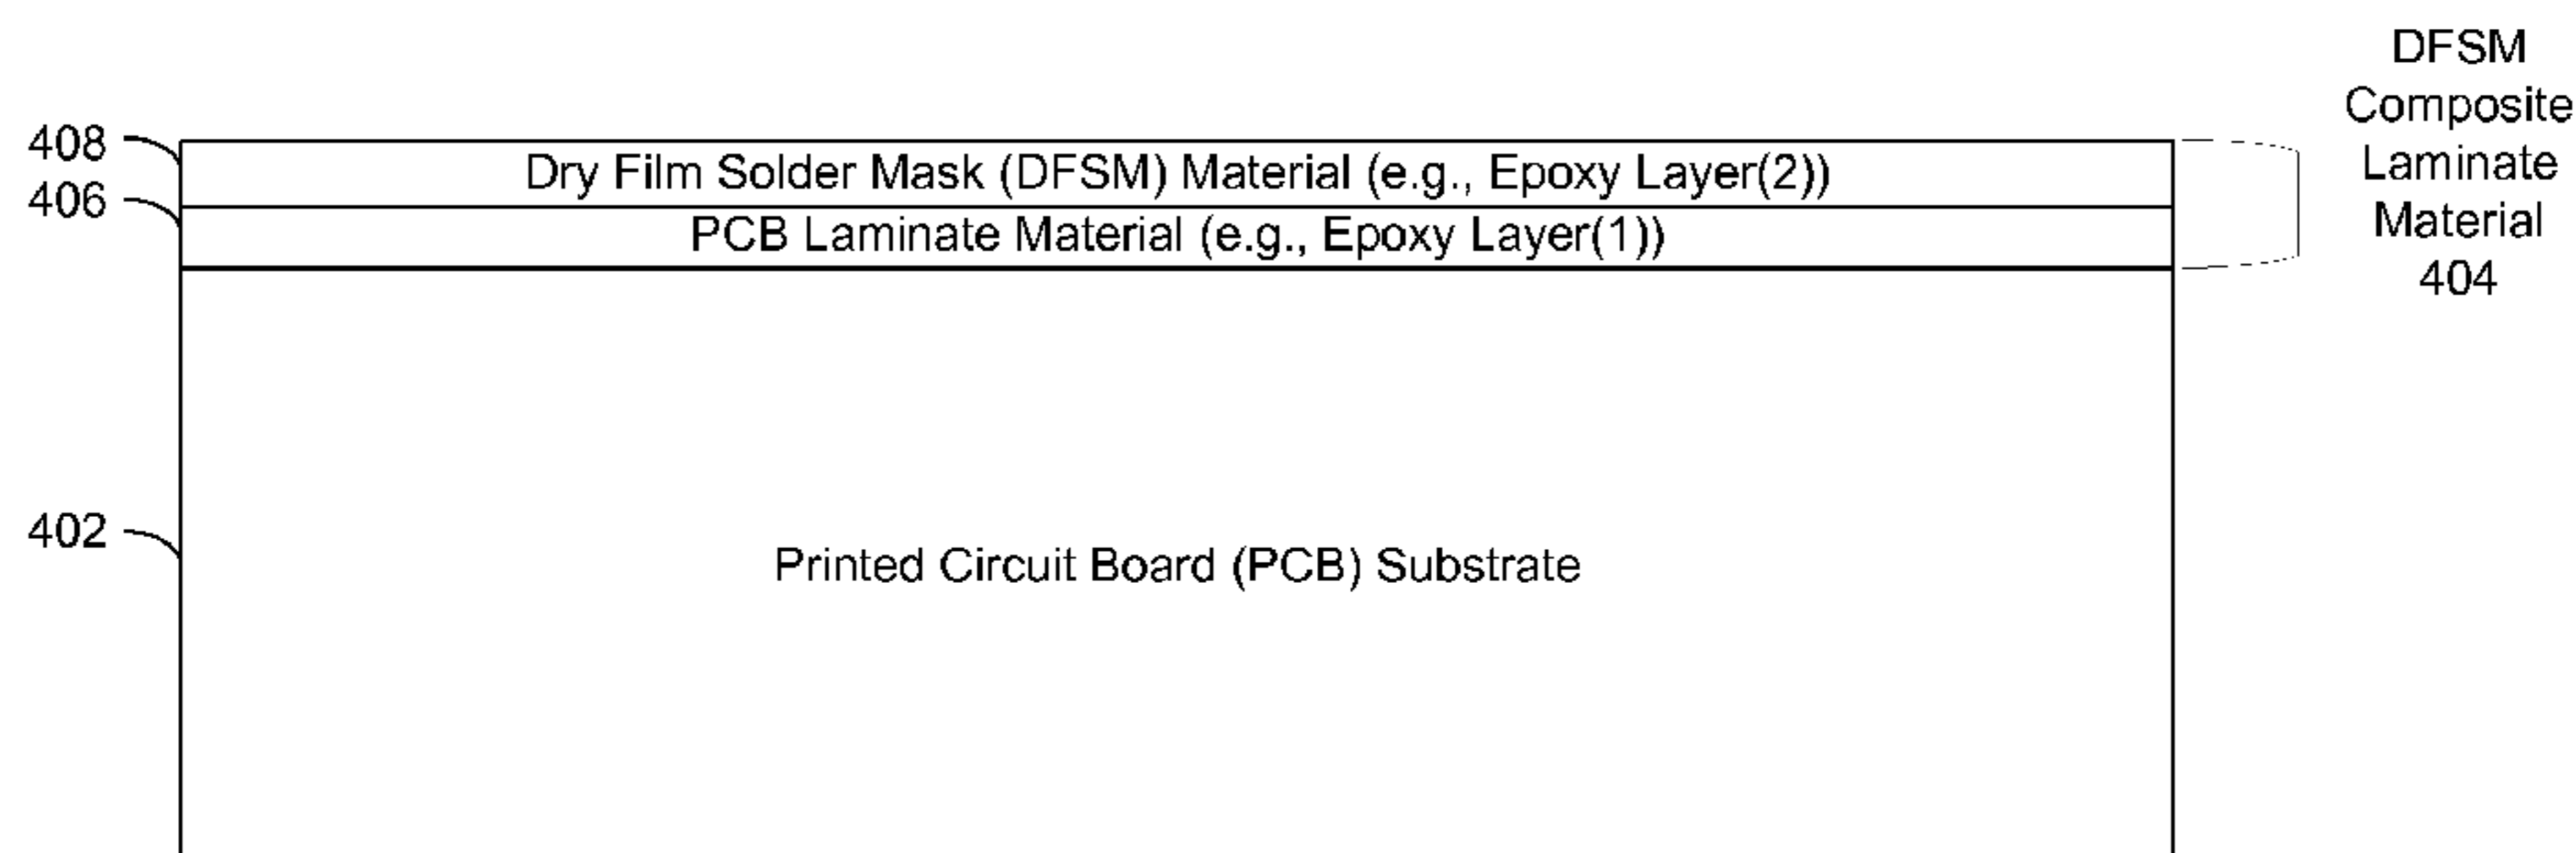 DFSM
Composite
Laminate
Material
404
408
Dry Film Solder Mask (DFSM) Material (e.g., Epoxy Layer(2))
406
PCB Laminate Material (e.g., Epoxy Layer(1))
402
Printed Circuit Board (PCB) Substrate